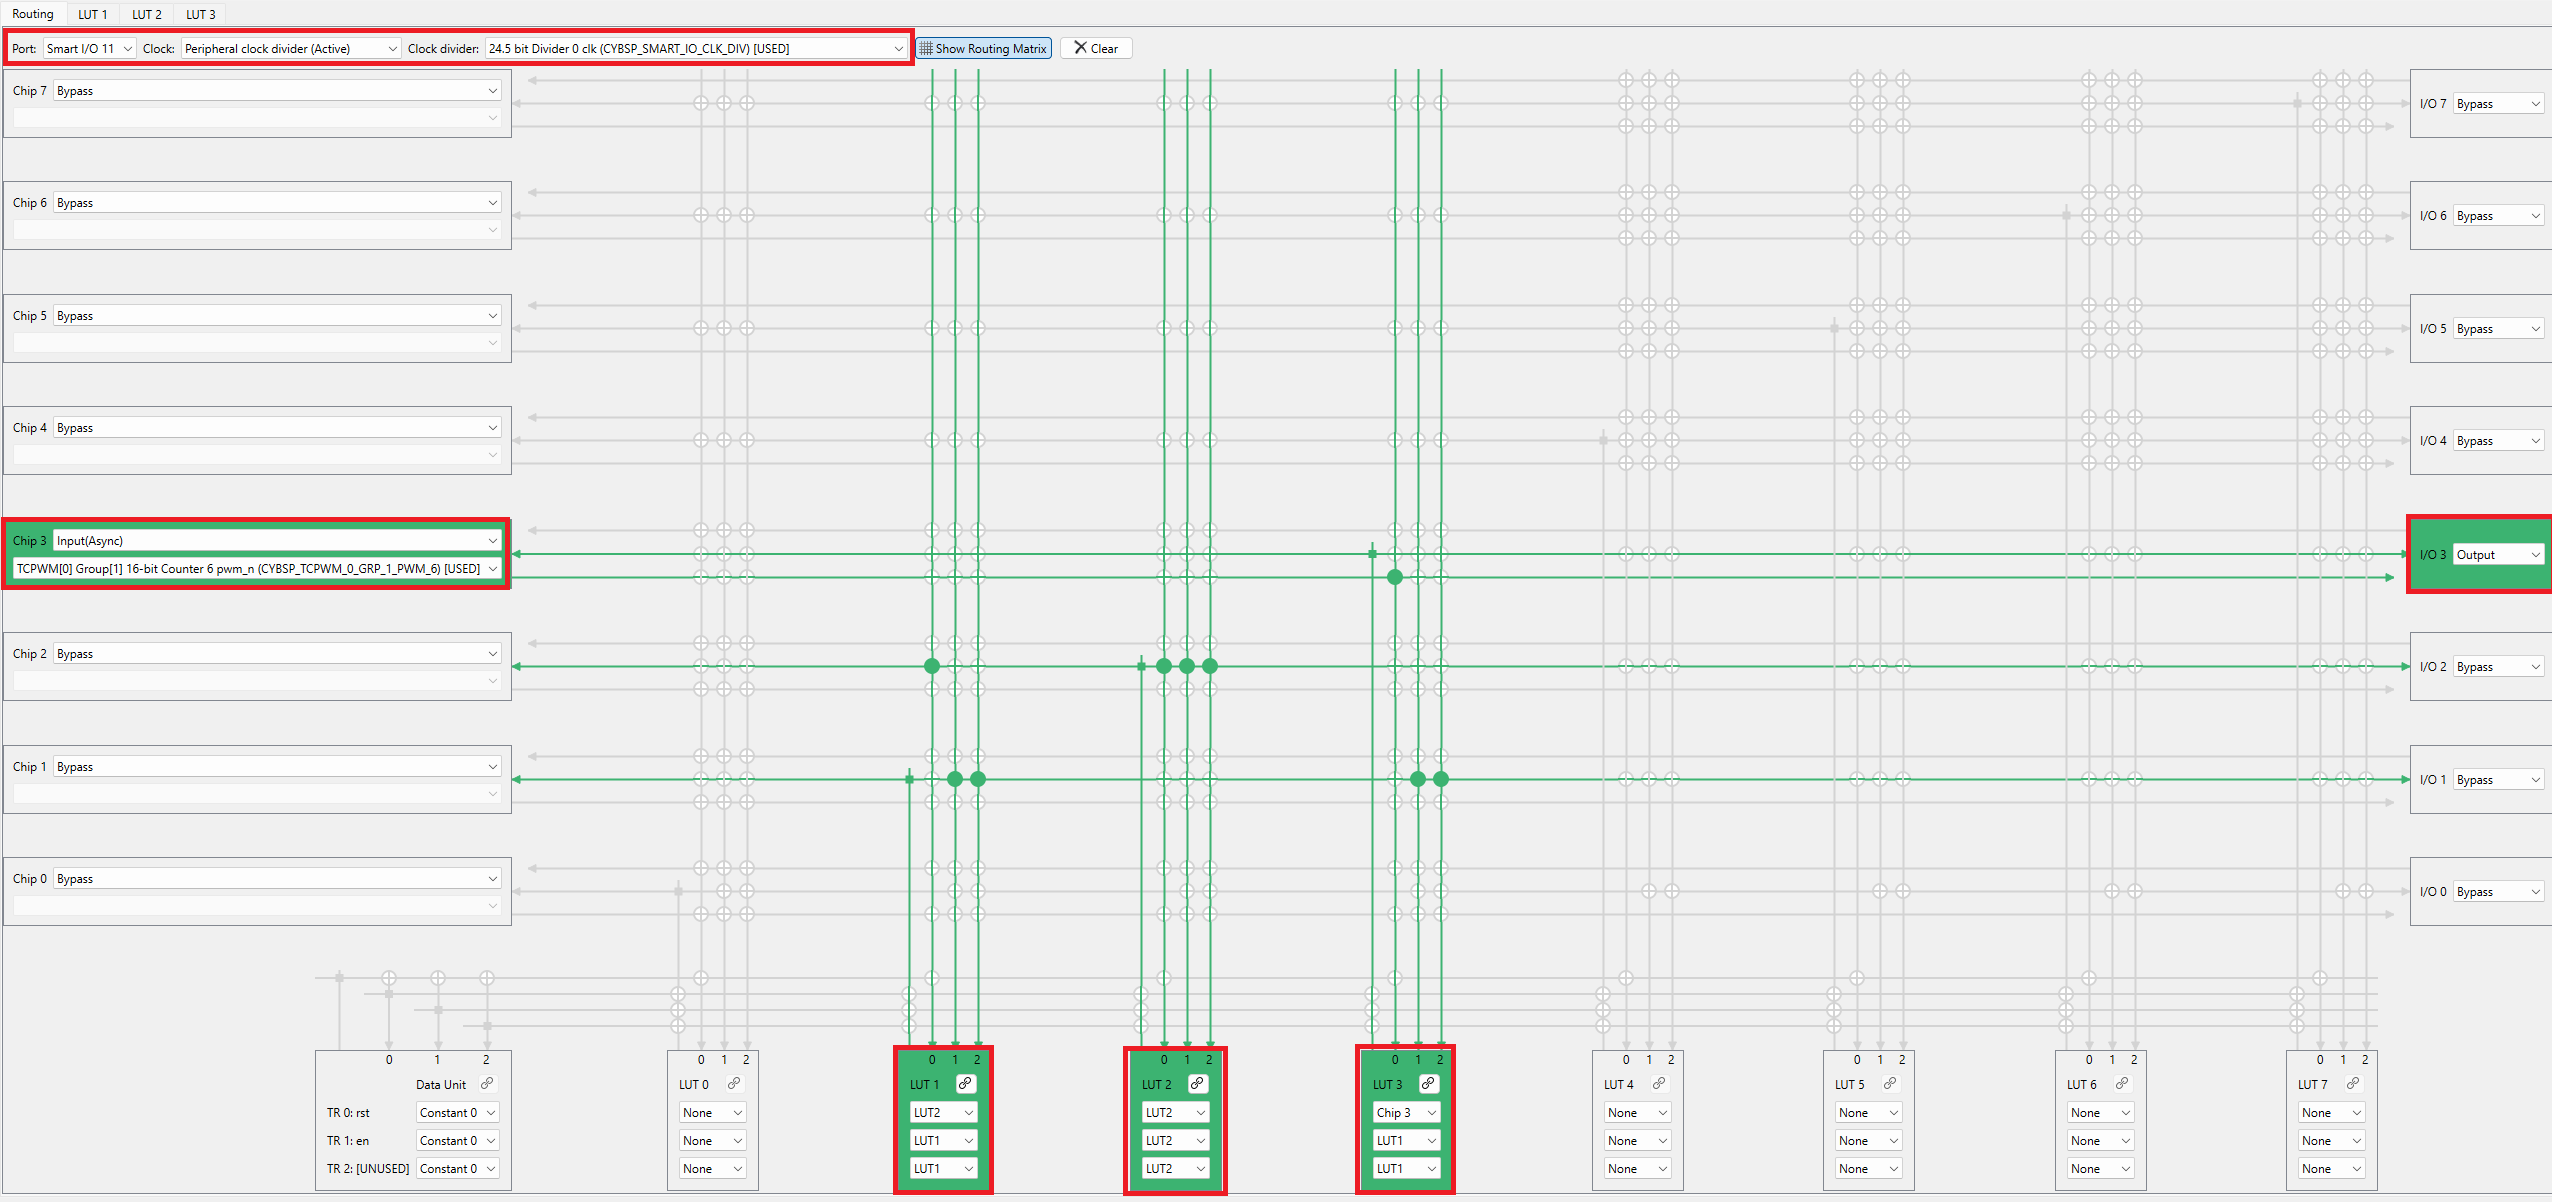 Routing LUT 1 LUT 2 LUT 3
Port: Smart I/O 11 Clock: Peripheral clock divider (Active) Clock divider: 24.5 bit Divider 0 clk (CYBSP_SMART_IO_CLK_DIV) [USED] Show Routing Matrix Clear
Chip 7 Bypass
I/O 7 Bypass
Chip 6 Bypass
I/O 6 Bypass
Chip 5 Bypass
I/O 5 Bypass
Chip 4 Bypass
I/O 4 Bypass
Chip 3 Input(Async)
I/O 3 Output
TCPWM[0] Group[1] 16-bit Counter 6 pwm_n (CYBSP_TCPWM_0_GRP_1_PWM_6) [USED]
Chip 2 Bypass
I/O 2 Bypass
Chip 1 Bypass
I/O 1 Bypass
Chip 0 Bypass
I/O 0 Bypass
0 1 2 0 1 2 0 1 2 0 1 2 0 1 2 0 1 2 0 1 2 0 1 2 0 1 2
Data Unit LUT 0 LUT 1 LUT 2 LUT 3 LUT 4 LUT 5 LUT 6 LUT 7
TR 0: rst Constant 0 None LUT2 LUT2 Chip 3 None None None None
TR 1: en Constant 0 None LUT1 LUT2 LUT1 None None None None
TR 2: [UNUSED] Constant 0 None LUT1 LUT2 LUT1 None None None None